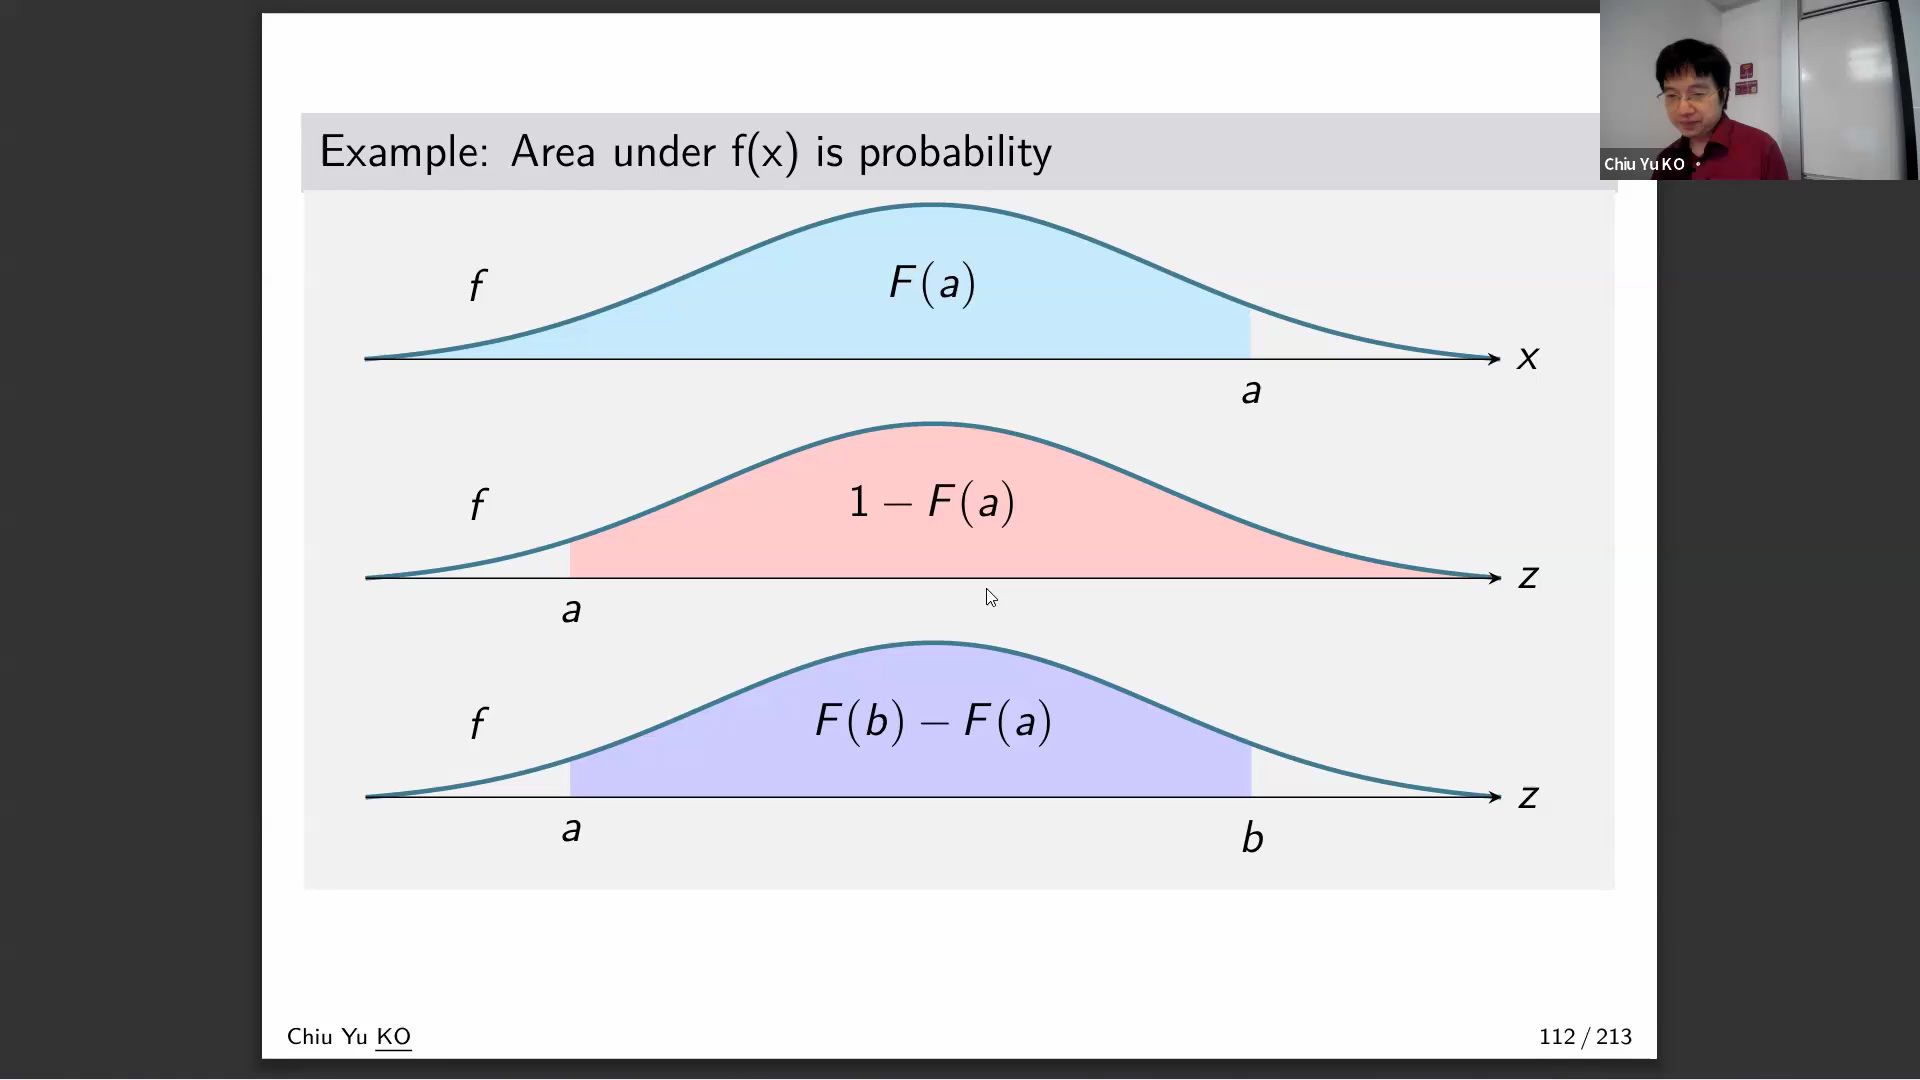 Example: Area under f(x) is probability
Chiu Yu KO
f
F(a)
x
a
f
1 − F(a)
z
a
f
F(b) − F(a)
z
a
b
Chiu Yu KO
112 / 213